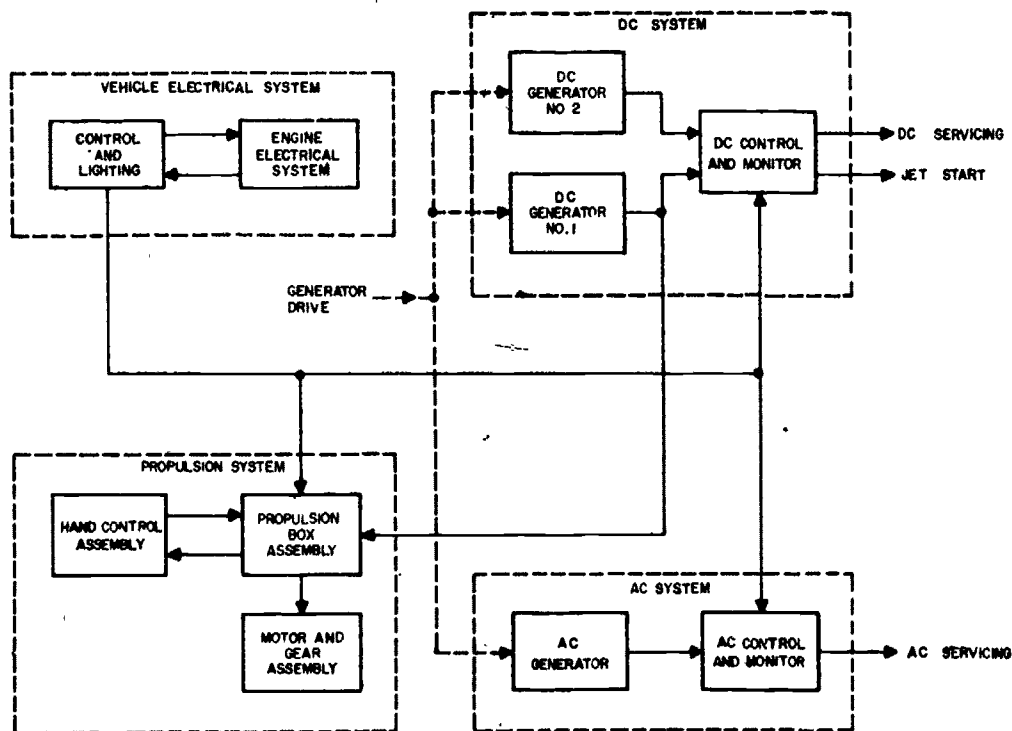 DC SYSTEM
VEHICLE ELECTRICAL SYSTEM
CONTROL
AND
LIGHTING
ENGINE
ELECTRICAL
SYSTEM
DC
GENERATOR
NO 2
DC CONTROL
AND MONITOR
DC SERVICING
JET START
DC
GENERATOR
NO. 1
GENERATOR
DRIVE
PROPULSION SYSTEM
HAND CONTROL
ASSEMBLY
PROPULSION
BOX
ASSEMBLY
MOTOR AND
GEAR
ASSEMBLY
AC SYSTEM
AC
GENERATOR
AC CONTROL
AND MONITOR
AC SERVICING